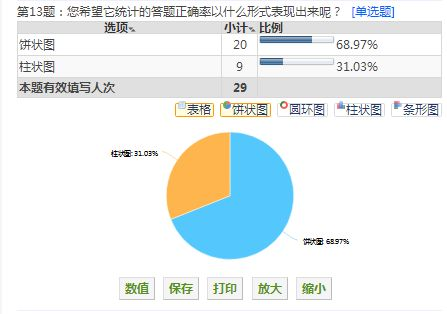 第13题：您希望它统计的答题正确率以什么形式表现出来呢？ [单选题]
选项 小计 比例
饼状图 20 68.97%
柱状图 9 31.03%
本题有效填写人次 29
表格 饼状图 圆环图 柱状图 条形图
柱状图: 31.03%
饼状图: 68.97%
数值 保存 打印 放大 缩小